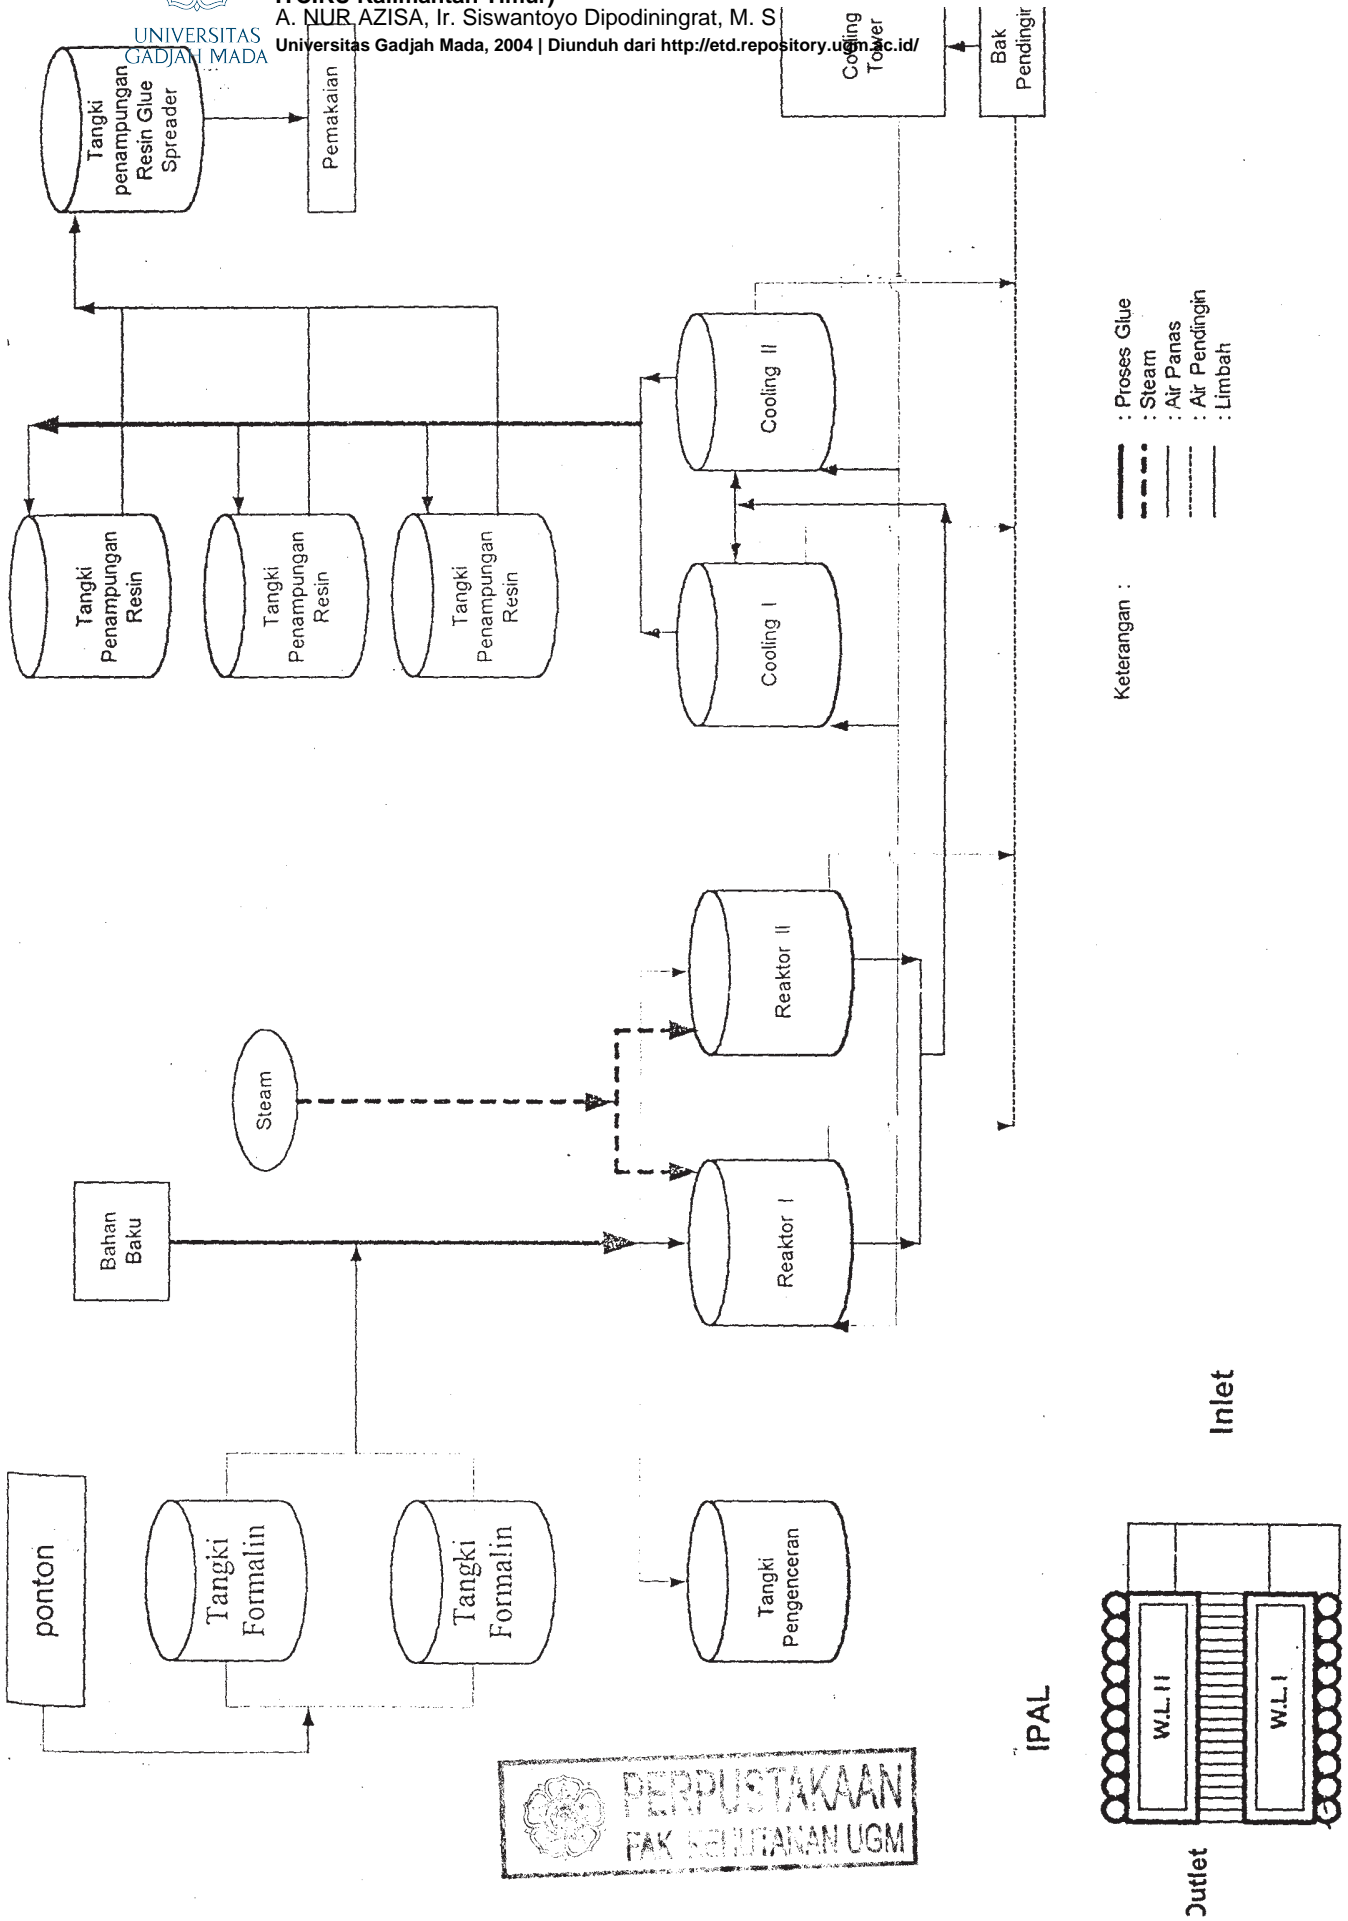 A. NUR AZISA, Ir. Siswantoyo Dipodiningrat, M. S
UNIVERSITAS
GADJAH MADA
Universitas Gadjah Mada, 2004 | Diunduh dari http://etd.repository.ugm.ac.id/
ponton
Tangki
Formalin
Tangki
Formalin
Tangki
Pengenceran
Bahan
Baku
Steam
Reaktor I
Reaktor II
Tangki
Penampungan
Resin
Tangki
Penampungan
Resin
Tangki
Penampungan
Resin
Cooling I
Cooling II
Tangki
penampungan
Resin Glue
Spreader
Pemakaian
Cooling
Tower
Bak
Pendingin
Keterangan :
: Proses Glue
: Steam
: Air Panas
: Air Pendingin
: Limbah
IPAL
Outlet
W.L. II
W.L. I
Inlet
PERPUSTAKAAN
FAK KEHUTANAN UGM